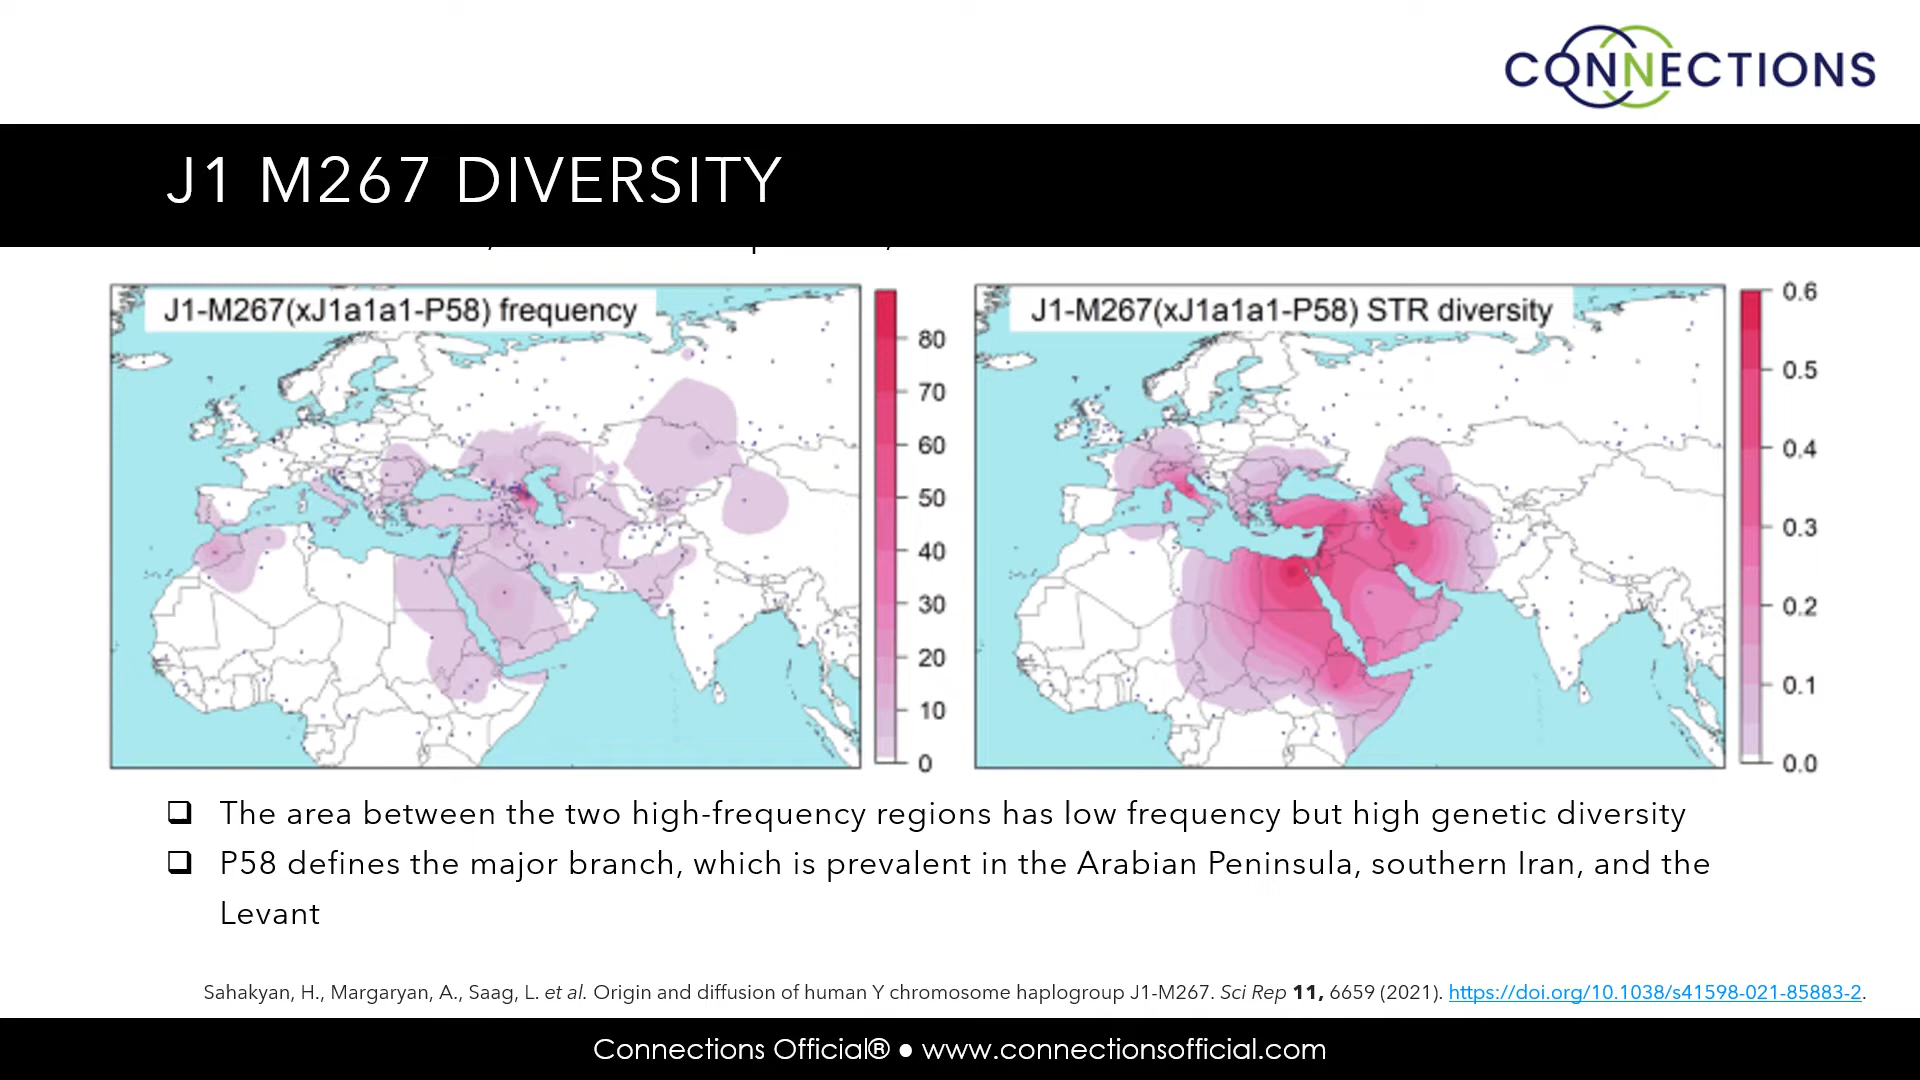 CONNECTIONS
J1 M267 DIVERSITY
J1-M267(xJ1a1a1-P58) frequency
80
70
60
50
40
30
20
10
0
J1-M267(xJ1a1a1-P58) STR diversity
0.6
0.5
0.4
0.3
0.2
0.1
0.0
❑ The area between the two high-frequency regions has low frequency but high genetic diversity
❑ P58 defines the major branch, which is prevalent in the Arabian Peninsula, southern Iran, and the
Levant
Sahakyan, H., Margaryan, A., Saag, L. et al. Origin and diffusion of human Y chromosome haplogroup J1-M267. Sci Rep 11, 6659 (2021). https://doi.org/10.1038/s41598-021-85883-2.
Connections Official® ● www.connectionsofficial.com